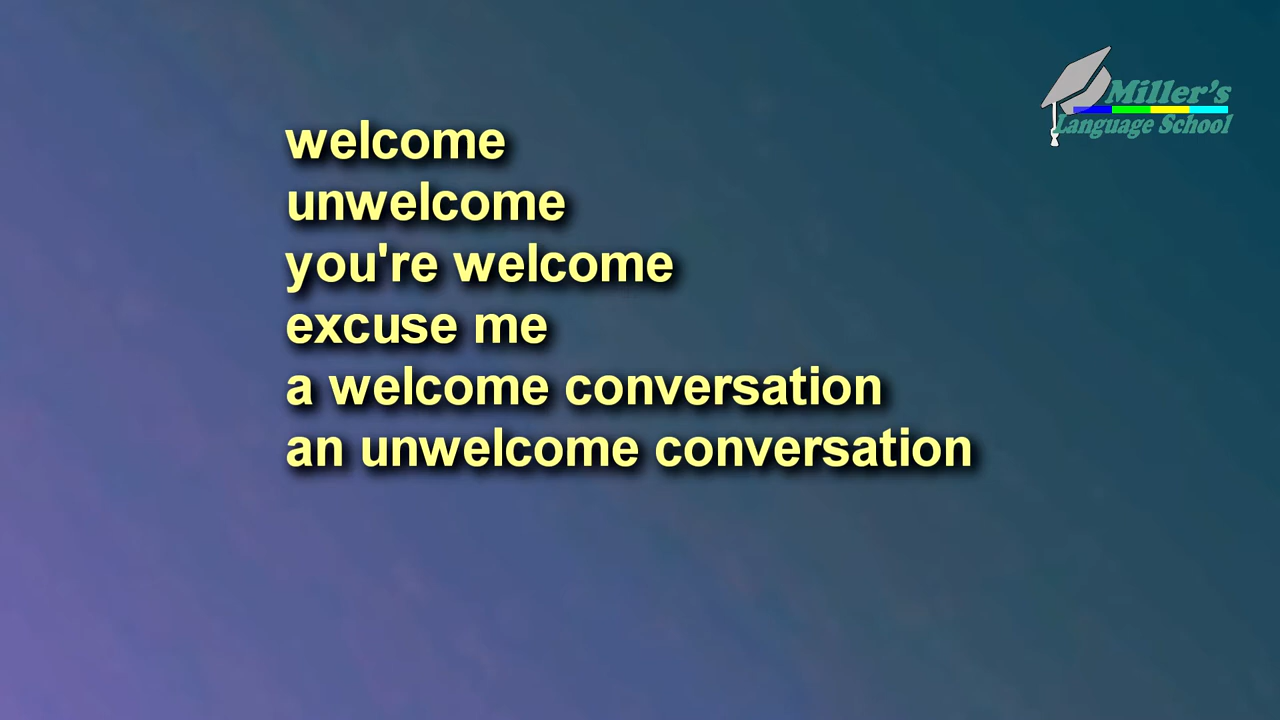 Miller's
Language School
welcome
unwelcome
you're welcome
excuse me
a welcome conversation
an unwelcome conversation